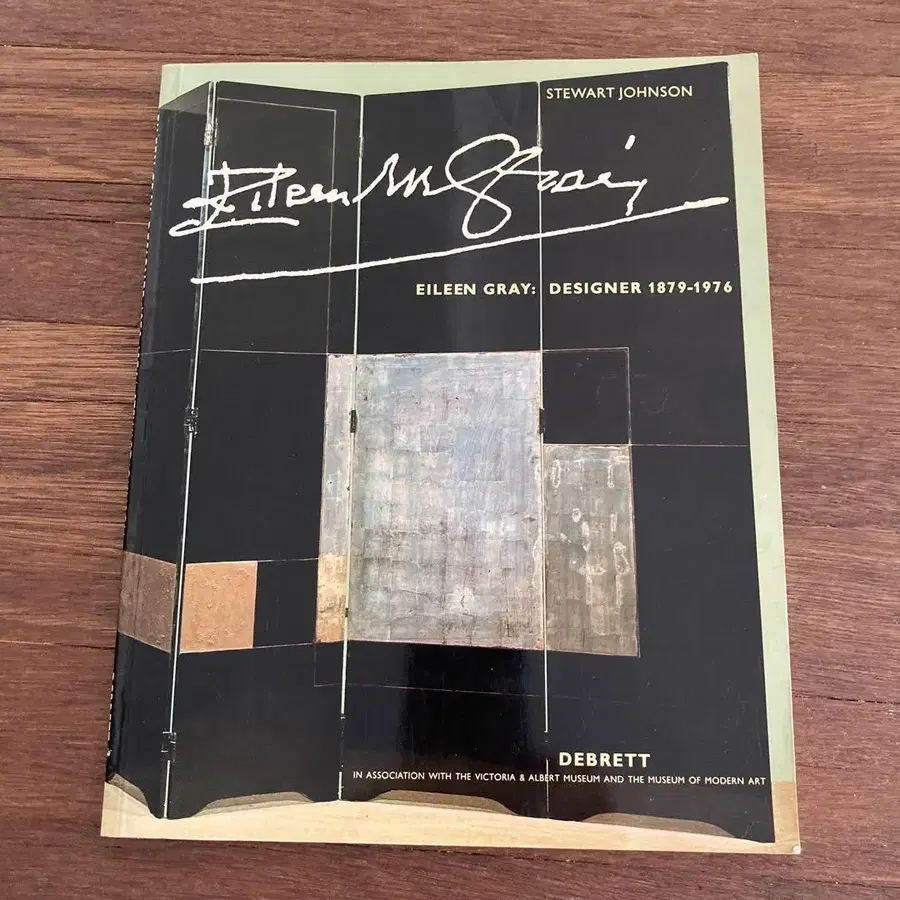 STEWART JOHNSON
Eileen Gray
EILEEN GRAY: DESIGNER 1879-1976
DEBRETT
IN ASSOCIATION WITH THE VICTORIA & ALBERT MUSEUM AND THE MUSEUM OF MODERN ART